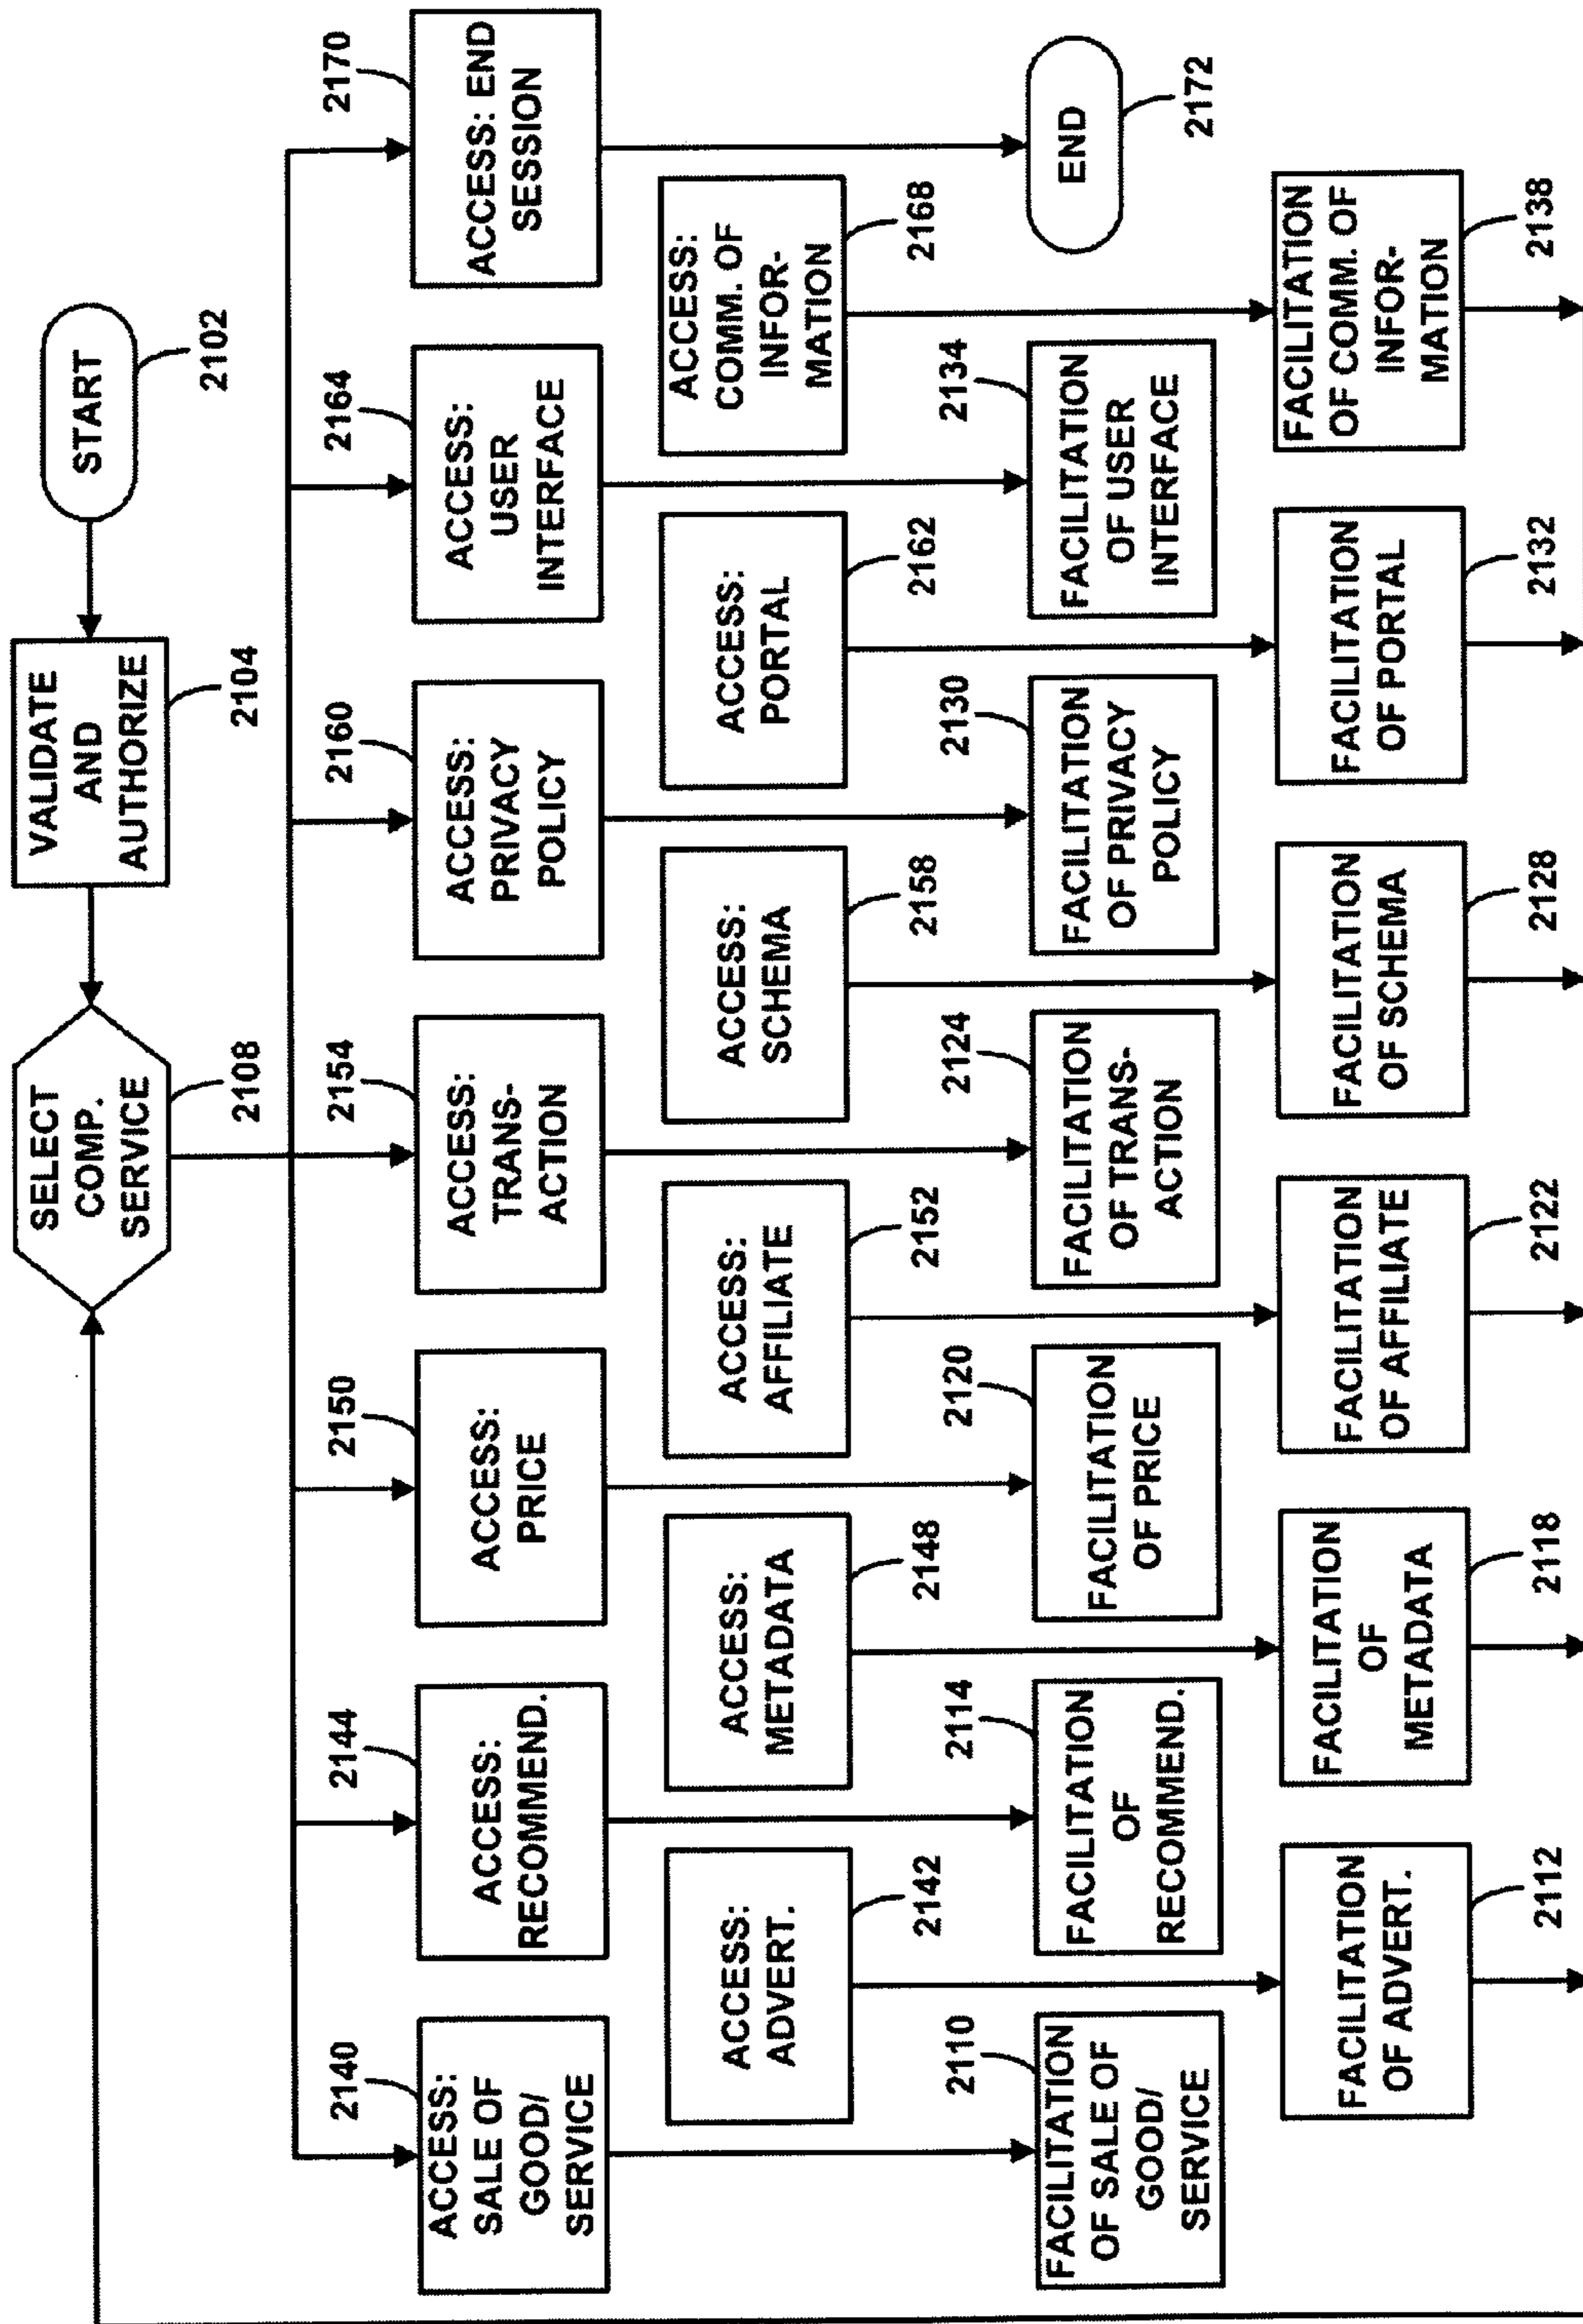 SELECT
COMP.
SERVICE
2108
VALIDATE
AND
AUTHORIZE
2104
START
2102
2140
ACCESS:
SALE OF
GOOD/
SERVICE
2144
ACCESS:
RECOMMEND.
2150
ACCESS:
PRICE
2154
ACCESS:
TRANS-
ACTION
2160
ACCESS:
PRIVACY
POLICY
2164
ACCESS:
USER
INTERFACE
2170
ACCESS: END
SESSION
ACCESS:
ADVERT.
2142
ACCESS:
METADATA
2148
ACCESS:
AFFILIATE
2152
ACCESS:
SCHEMA
2158
ACCESS:
PORTAL
2162
ACCESS:
COMM. OF
INFOR-
MATION
2168
2110
FACILITATION
OF SALE OF
GOOD/
SERVICE
2114
FACILITATION
OF
RECOMMEND.
2120
FACILITATION
OF PRICE
2124
FACILITATION
OF TRANS-
ACTION
2130
FACILITATION
OF PRIVACY
POLICY
2134
FACILITATION
OF USER
INTERFACE
END
2172
FACILITATION
OF ADVERT.
2112
FACILITATION
OF
METADATA
2118
FACILITATION
OF AFFILIATE
2122
FACILITATION
OF SCHEMA
2128
FACILITATION
OF PORTAL
2132
FACILITATION
OF COMM. OF
INFOR-
MATION
2138